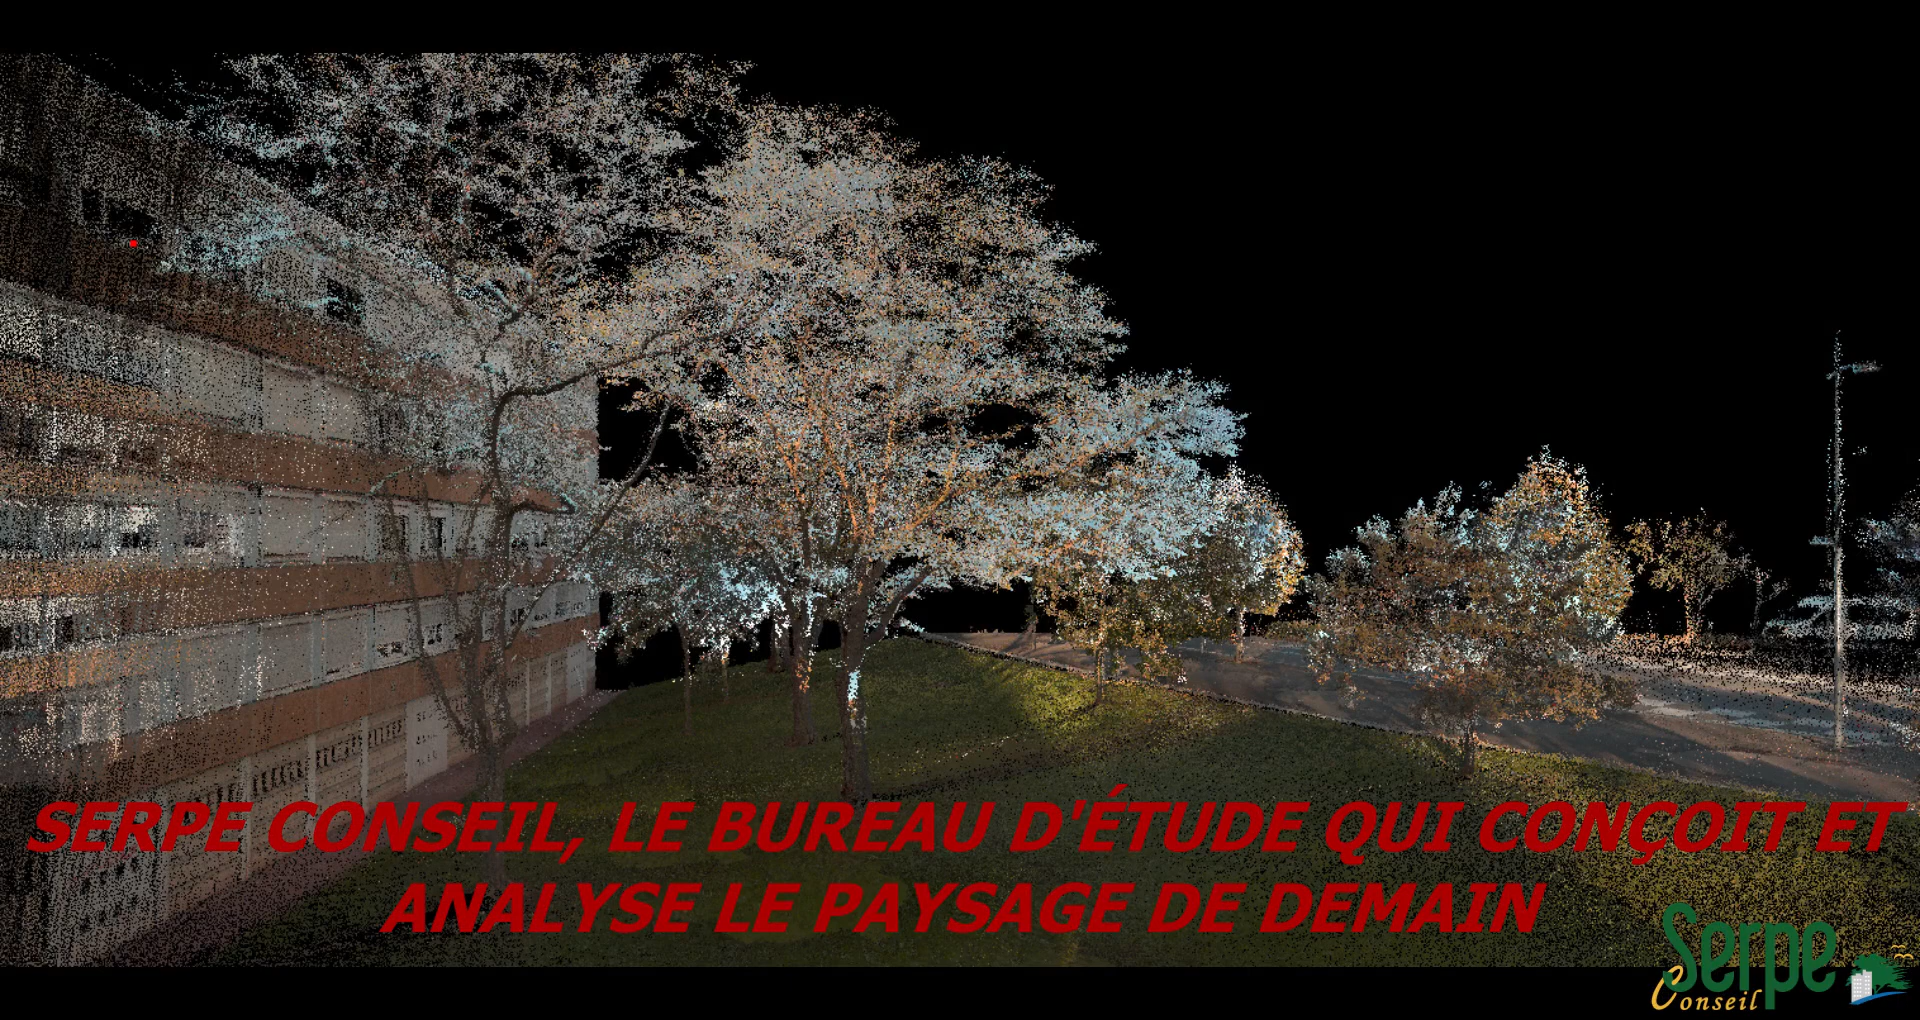 SERPE CONSEIL, LE BUREAU D'ÉTUDE QUI CONÇOIT ET
ANALYSE LE PAYSAGE DE DEMAIN
Serpe
Conseil